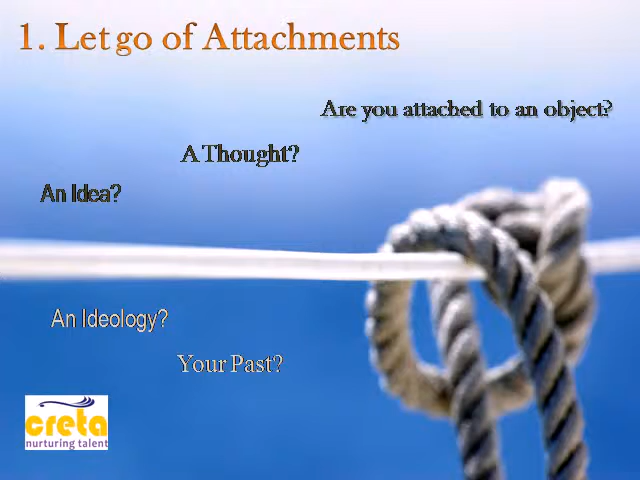 1. Let go of Attachments
Are you attached to an object?
A Thought?
An Idea?
An Ideology?
Your Past?
creta
nurturing talent